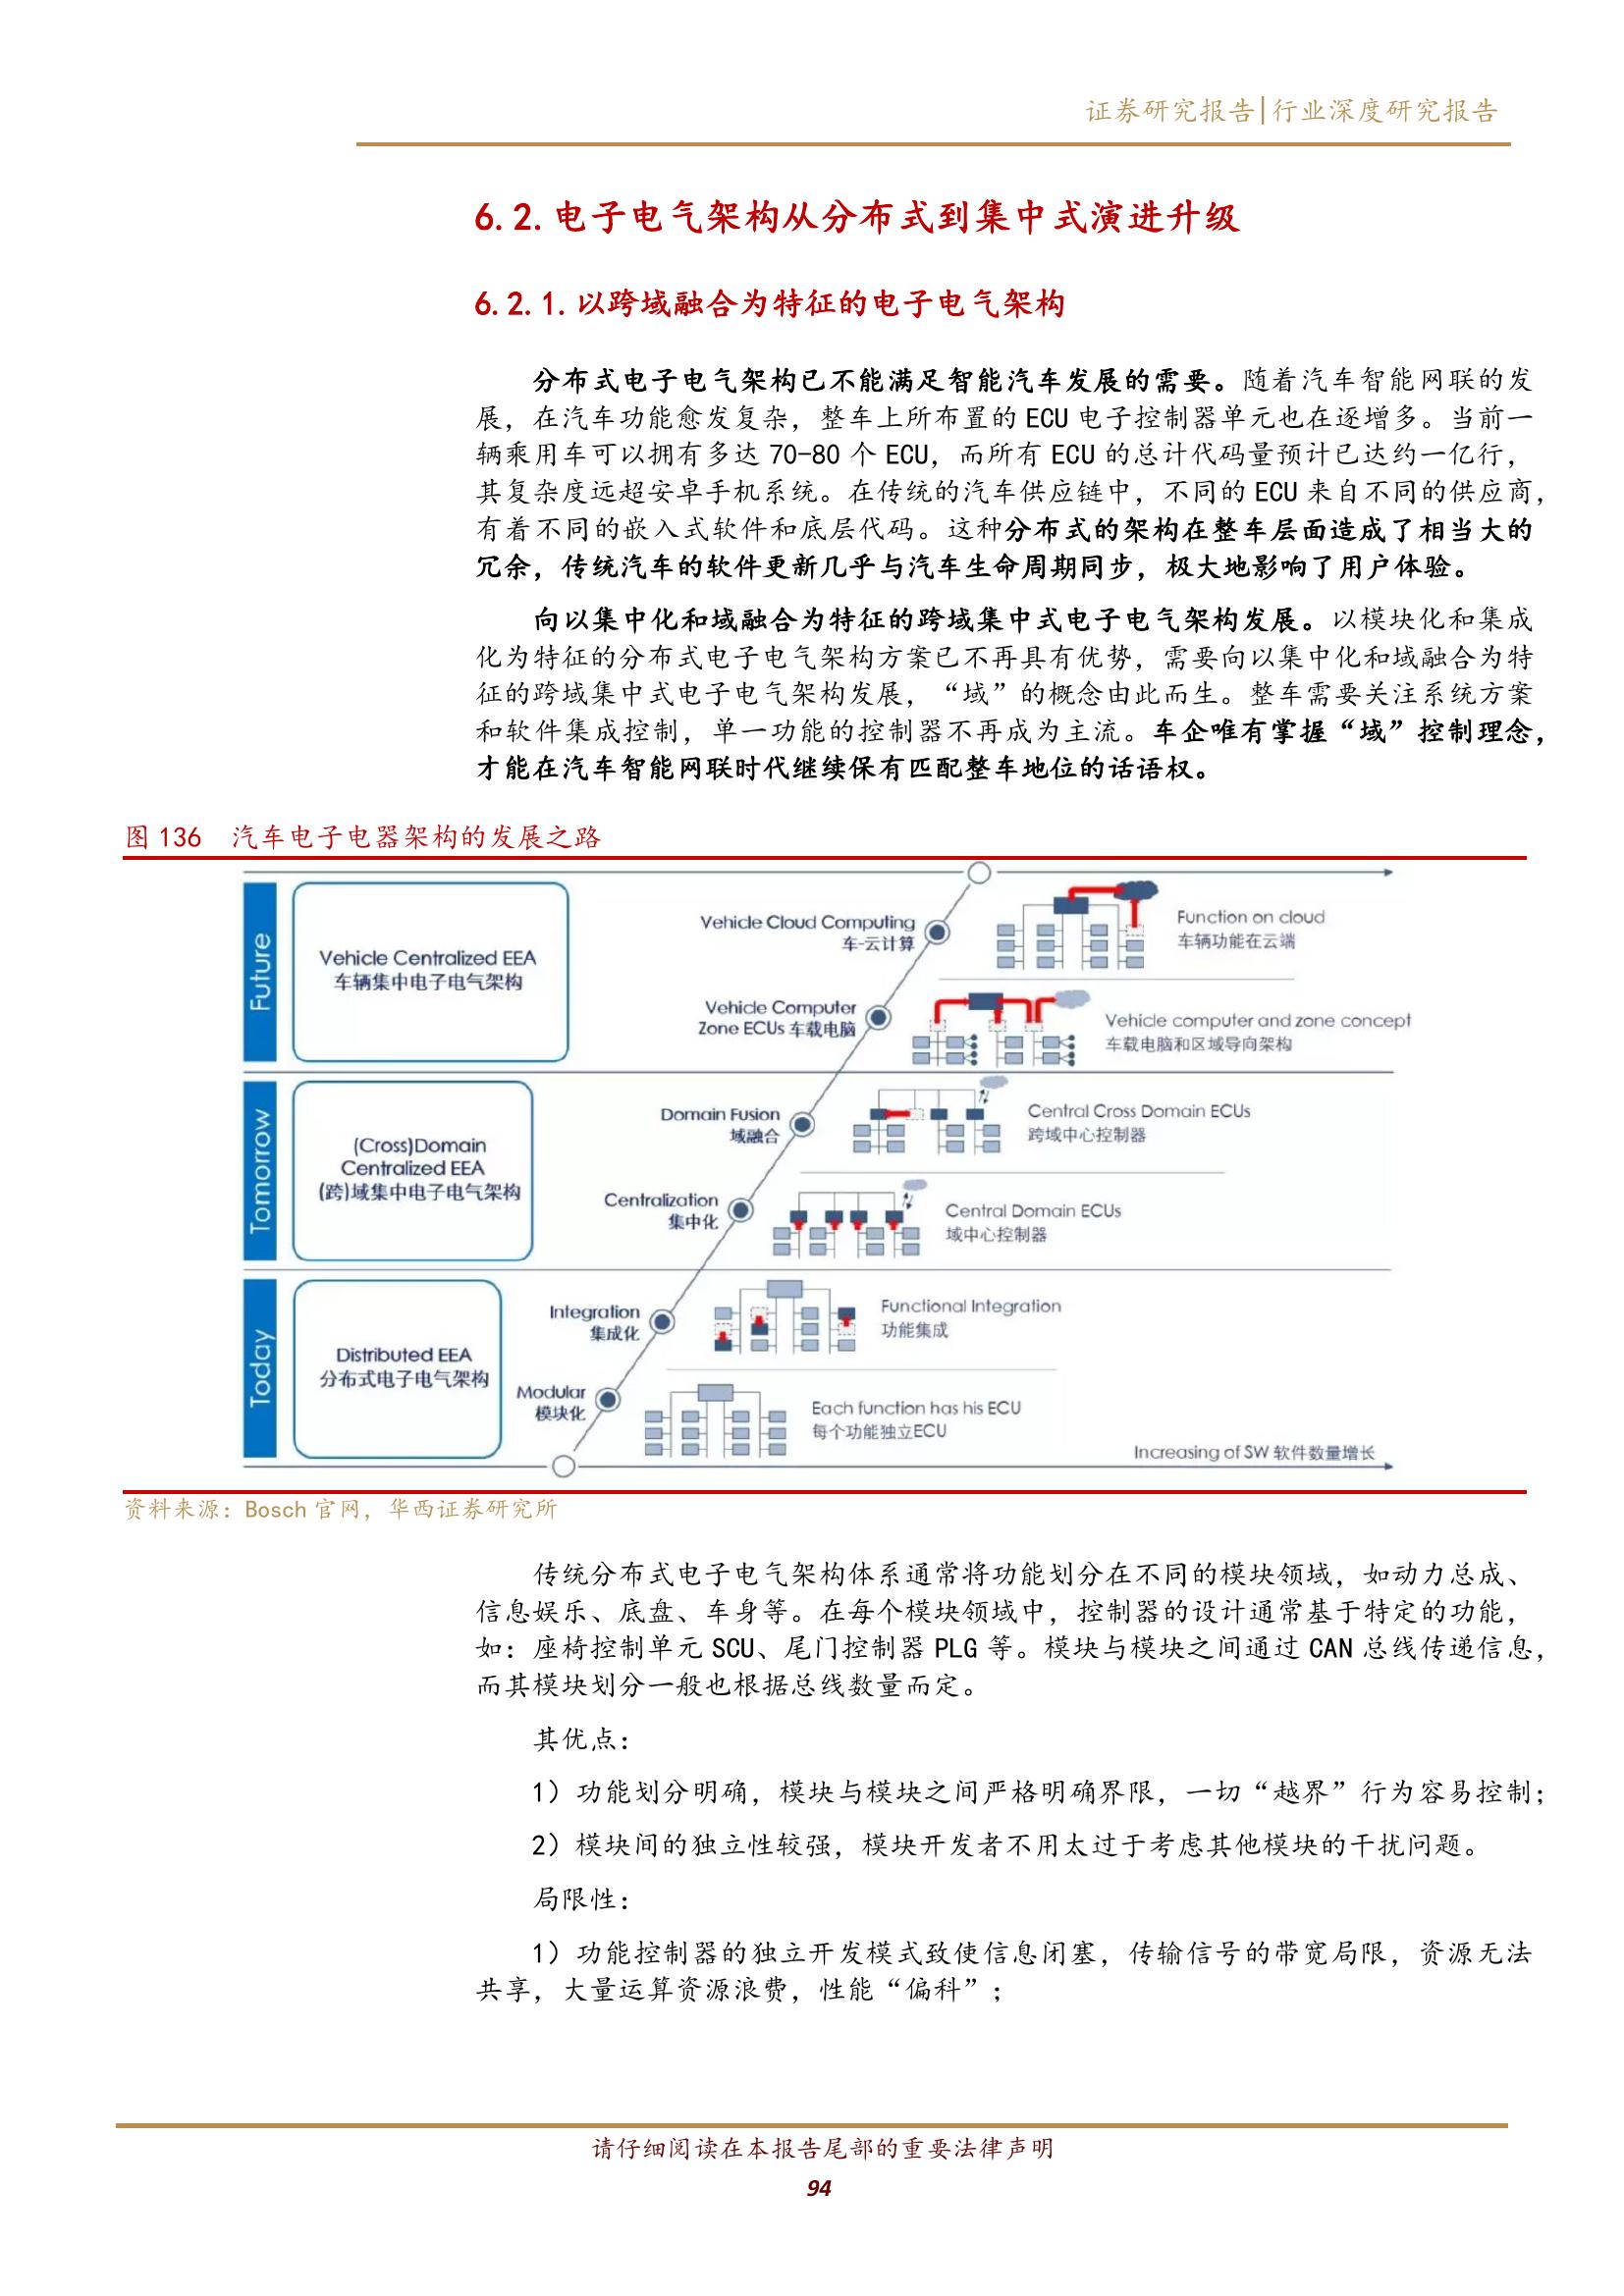 证券研究报告|行业深度研究报告
6.2.电子电气架构从分布式到集中式演进升级
6.2.1.以跨域融合为特征的电子电气架构
分布式电子电气架构已不能满足智能汽车发展的需要。随着汽车智能网联的发
展，在汽车功能愈发复杂，整车上所布置的 ECU 电子控制器单元也在逐增多。当前一
辆乘用车可以拥有多达 70-80 个 ECU，而所有 ECU 的总计代码量预计已达约一亿行，
其复杂度远超安卓手机系统。在传统的汽车供应链中，不同的 ECU 来自不同的供应商，
有着不同的嵌入式软件和底层代码。这种分布式的架构在整车层面造成了相当大的
冗余，传统汽车的软件更新几乎与汽车生命周期同步，极大地影响了用户体验。
向以集中化和域融合为特征的跨域集中式电子电气架构发展。以模块化和集成
化为特征的分布式电子电气架构方案已不再具有优势，需要向以集中化和域融合为特
征的跨域集中式电子电气架构发展，“域”的概念由此而生。整车需要关注系统方案
和软件集成控制，单一功能的控制器不再成为主流。车企唯有掌握“域”控制理念，
才能在汽车智能网联时代继续保有匹配整车地位的话语权。
图 136 汽车电子电器架构的发展之路
Future
Vehicle Centralized EEA
车辆集中电子电气架构
Vehicle Cloud Computing
车-云计算
Function on cloud
车辆功能在云端
Vehicle Computer
Zone ECUs 车载电脑
Vehicle computer and zone concept
车载电脑和区域导向架构
Tomorrow
(Cross)Domain
Centralized EEA
(跨)域集中电子电气架构
Domain Fusion
域融合
Central Cross Domain ECUs
跨域中心控制器
Centralization
集中化
Central Domain ECUs
域中心控制器
Today
Distributed EEA
分布式电子电气架构
Integration
集成化
Functional Integration
功能集成
Modular
模块化
Each function has his ECU
每个功能独立ECU
Increasing of SW 软件数量增长
资料来源：Bosch 官网，华西证券研究所
传统分布式电子电气架构体系通常将功能划分在不同的模块领域，如动力总成、
信息娱乐、底盘、车身等。在每个模块领域中，控制器的设计通常基于特定的功能，
如：座椅控制单元 SCU、尾门控制器 PLG 等。模块与模块之间通过 CAN 总线传递信息，
而其模块划分一般也根据总线数量而定。
其优点：
1）功能划分明确，模块与模块之间严格明确界限，一切“越界”行为容易控制；
2）模块间的独立性较强，模块开发者不用太过于考虑其他模块的干扰问题。
局限性：
1）功能控制器的独立开发模式致使信息闭塞，传输信号的带宽局限，资源无法
共享，大量运算资源浪费，性能“偏科”；
请仔细阅读在本报告尾部的重要法律声明
94